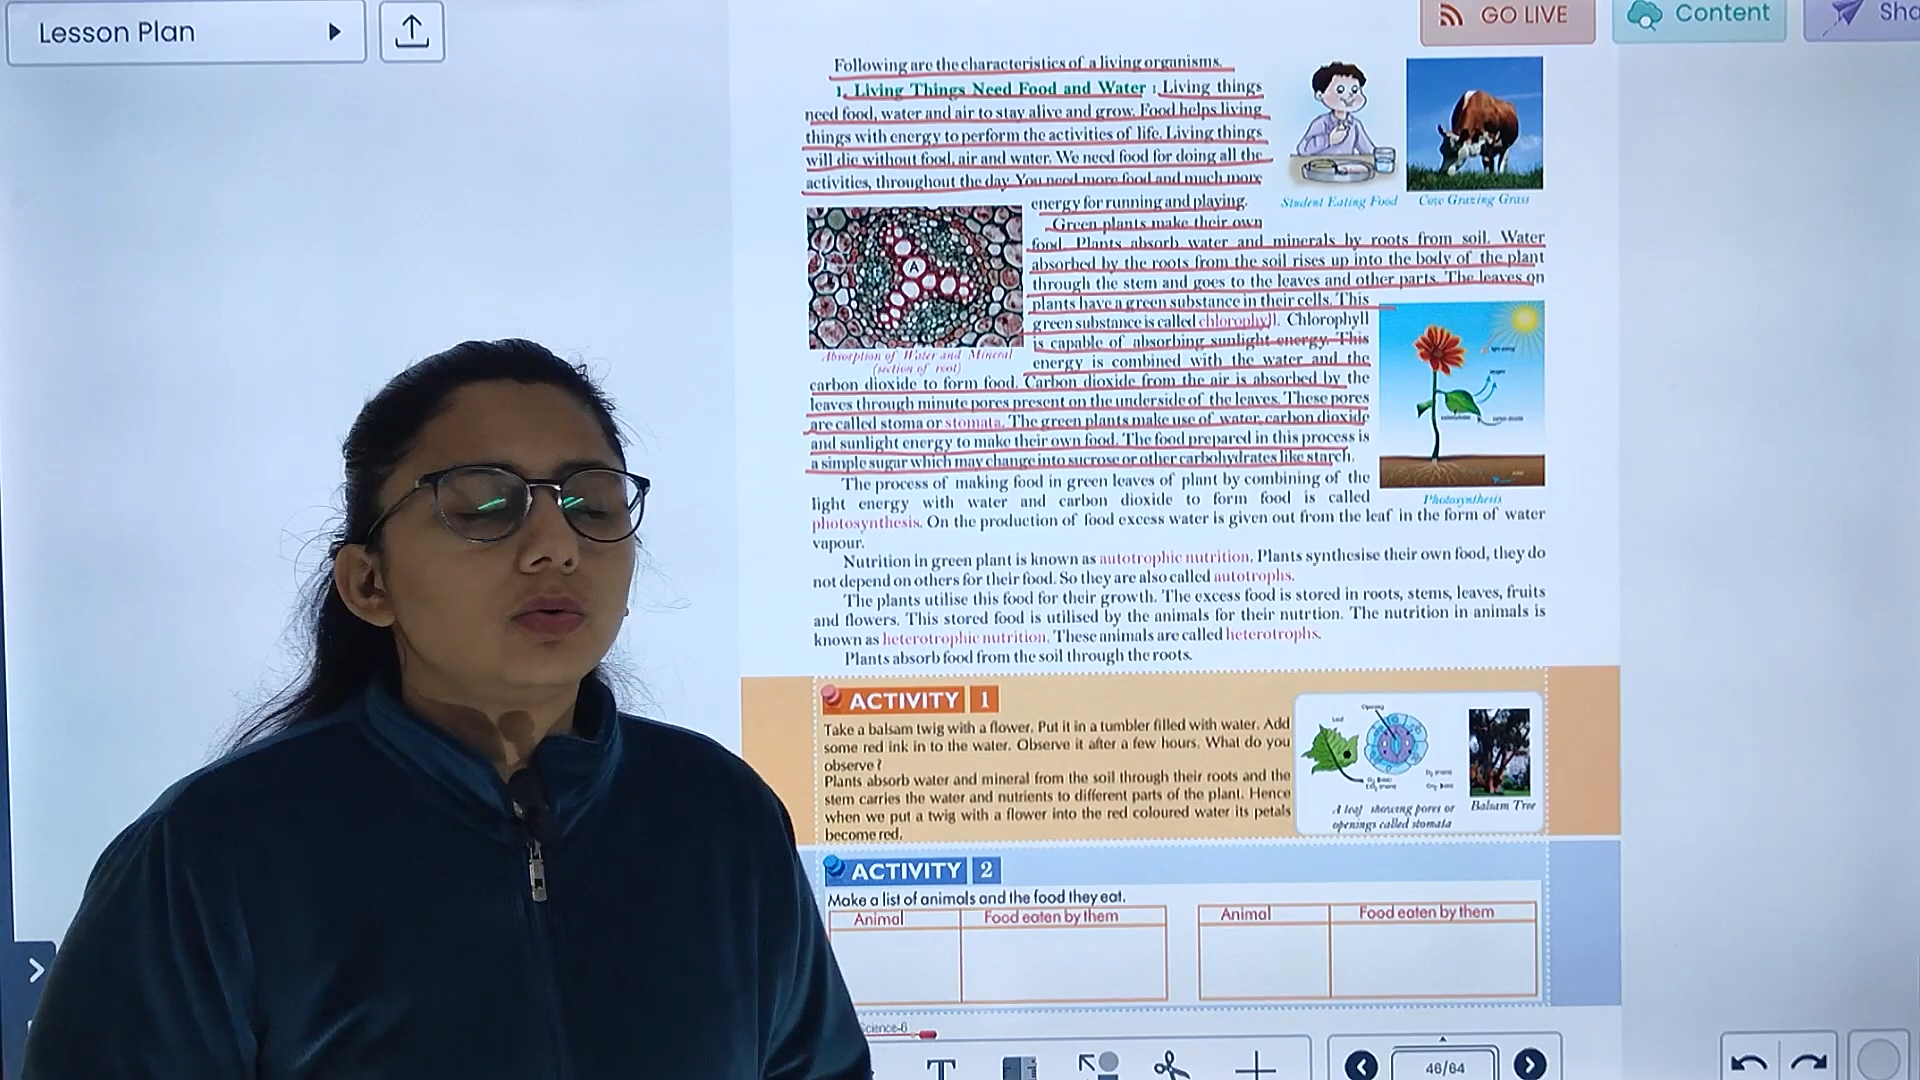 Lesson Plan
GO LIVE
Content
Sha
Following are the characteristics of a living organisms.
1. Living Things Need Food and Water : Living things
need food, water and air to stay alive and grow. Food helps living
things with energy to perform the activities of life. Living things
will die without food, air and water. We need food for doing all the
activities, throughout the day. You need more food and much more
energy for running and playing.
Student Eating Food
Cow Grazing Grass
Green plants make their own
food. Plants absorb water and minerals by roots from soil. Water
absorbed by the roots from the soil rises up into the body of the plant
through the stem and goes to the leaves and other parts. The leaves on
plants have a green substance in their cells. This
green substance is called chlorophyll. Chlorophyll
is capable of absorbing sunlight energy. This
energy is combined with the water and the
A
Absorption of Water and Mineral
(section of root)
carbon dioxide to form food. Carbon dioxide from the air is absorbed by the
leaves through minute pores present on the underside of the leaves. These pores
are called stoma or stomata. The green plants make use of water, carbon dioxide
and sunlight energy to make their own food. The food prepared in this process is
a simple sugar which may change into sucrose or other carbohydrates like starch.
The process of making food in green leaves of plant by combining of the
light energy with water and carbon dioxide to form food is called
photosynthesis. On the production of food excess water is given out from the leaf in the form of water
vapour.
Photosynthesis
Nutrition in green plant is known as autotrophic nutrition. Plants synthesise their own food, they do
not depend on others for their food. So they are also called autotrophs.
The plants utilise this food for their growth. The excess food is stored in roots, stems, leaves, fruits
and flowers. This stored food is utilised by the animals for their nutrtion. The nutrition in animals is
known as heterotrophic nutrition. These animals are called heterotrophs.
Plants absorb food from the soil through the roots.
ACTIVITY 1
Take a balsam twig with a flower. Put it in a tumbler filled with water. Add
some red ink in to the water. Observe it after a few hours. What do you
observe?
Plants absorb water and mineral from the soil through their roots and the
stem carries the water and nutrients to different parts of the plant. Hence
when we put a twig with a flower into the red coloured water its petals
become red.
Opening
Leaf
A leaf showing pores or
openings called stomata
Balsam Tree
ACTIVITY 2
Make a list of animals and the food they eat.
Animal Food eaten by them Animal Food eaten by them
Science-6
T
46/64